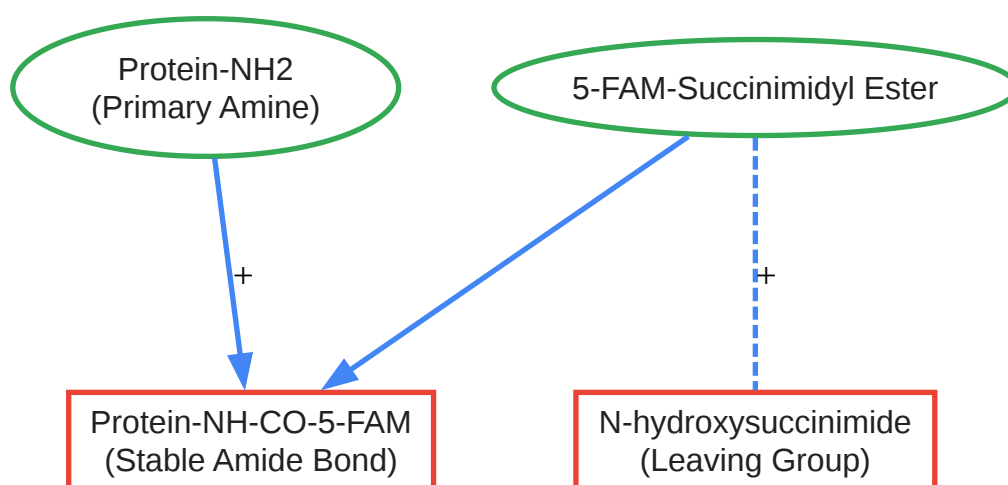 Protein-NH2
(Primary Amine)
5-FAM-Succinimidyl Ester
+
+
Protein-NH-CO-5-FAM
(Stable Amide Bond)
N-hydroxysuccinimide
(Leaving Group)